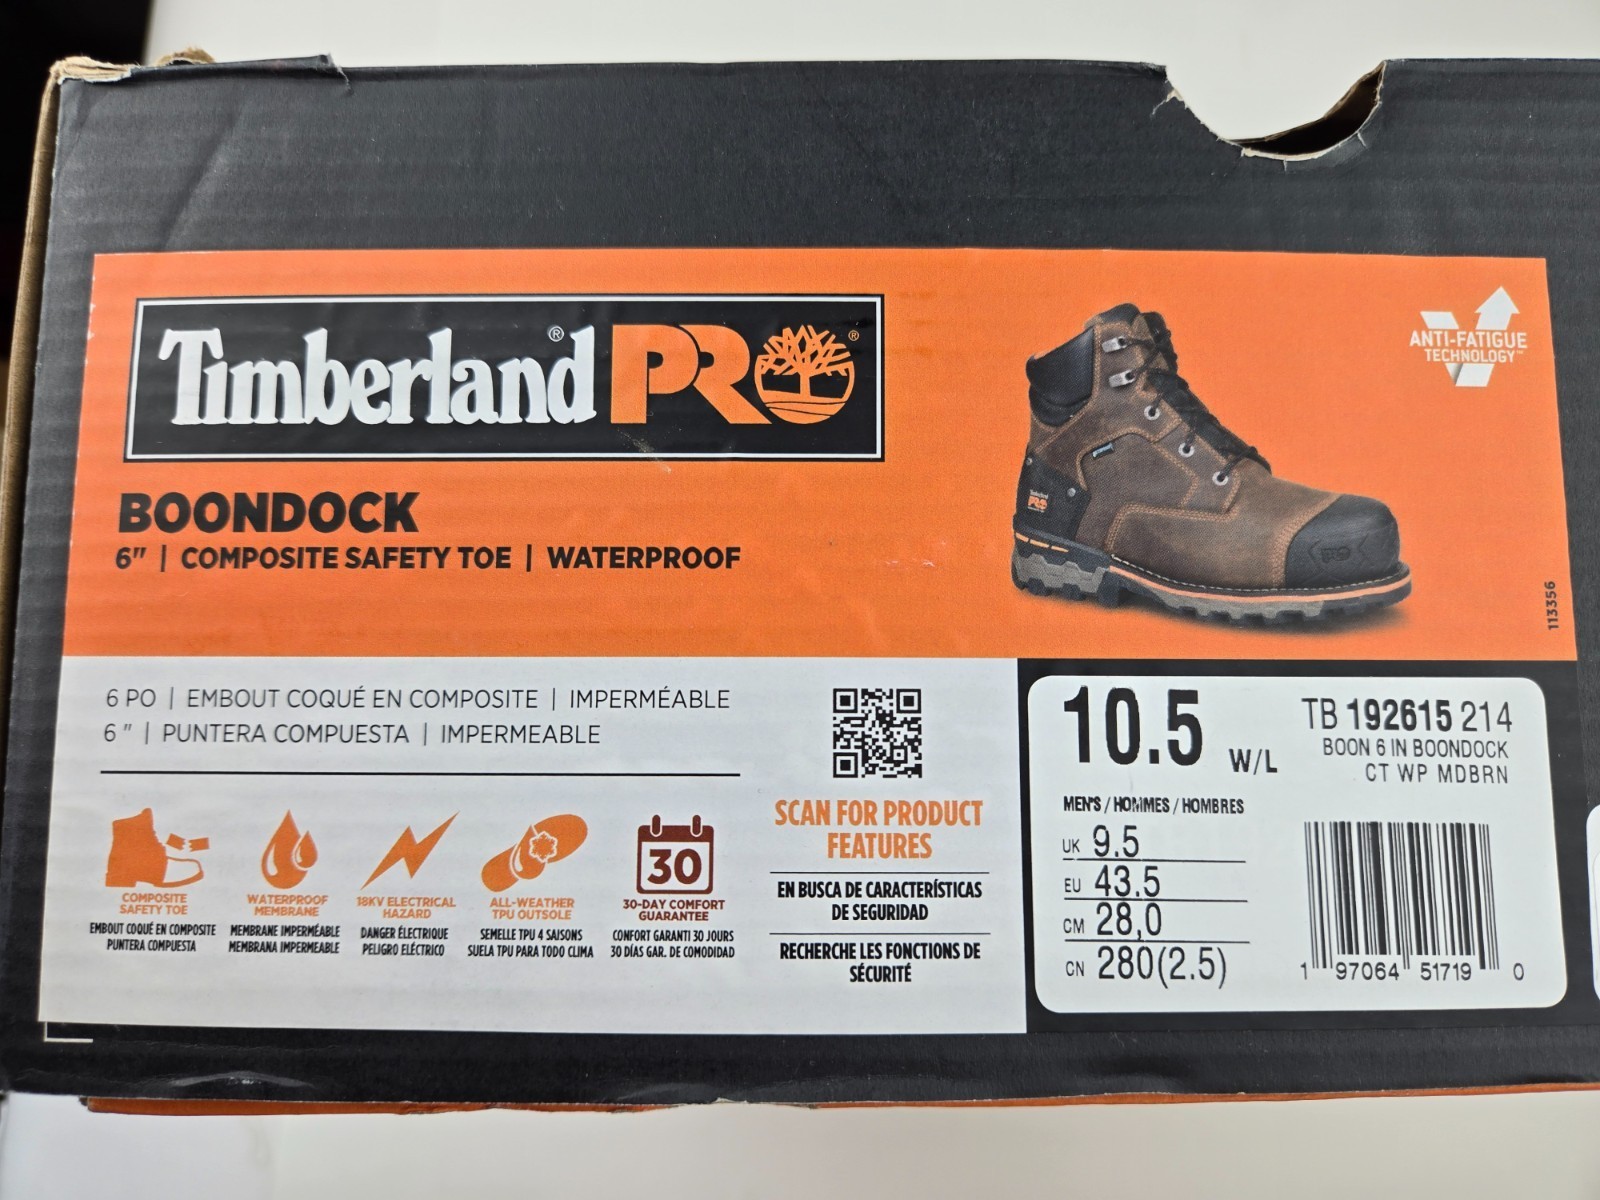 Timberland® PRO®
ANTI-FATIGUE
TECHNOLOGY™
BOONDOCK
6" | COMPOSITE SAFETY TOE | WATERPROOF
113356
6 PO | EMBOUT COQUÉ EN COMPOSITE | IMPERMÉABLE
6 " | PUNTERA COMPUESTA | IMPERMEABLE
COMPOSITE
SAFETY TOE
EMBOUT COQUÉ EN COMPOSITE
PUNTERA COMPUESTA
WATERPROOF
MEMBRANE
MEMBRANE IMPERMÉABLE
MEMBRANA IMPERMEABLE
18KV ELECTRICAL
HAZARD
DANGER ÉLECTRIQUE
PELIGRO ELÉCTRICO
ALL-WEATHER
TPU OUTSOLE
SEMELLE TPU 4 SAISONS
SUELA TPU PARA TODO CLIMA
30
30-DAY COMFORT
GUARANTEE
CONFORT GARANTI 30 JOURS
30 DÍAS GAR. DE COMODIDAD
SCAN FOR PRODUCT
FEATURES
EN BUSCA DE CARACTERÍSTICAS
DE SEGURIDAD
RECHERCHE LES FONCTIONS DE
SÉCURITÉ
10.5 W/L
TB 192615 214
BOON 6 IN BOONDOCK
CT WP MDBRN
MEN'S / HOMMES / HOMBRES
UK 9.5
EU 43.5
CM 28,0
CN 280(2.5)
1 97064 51719 0